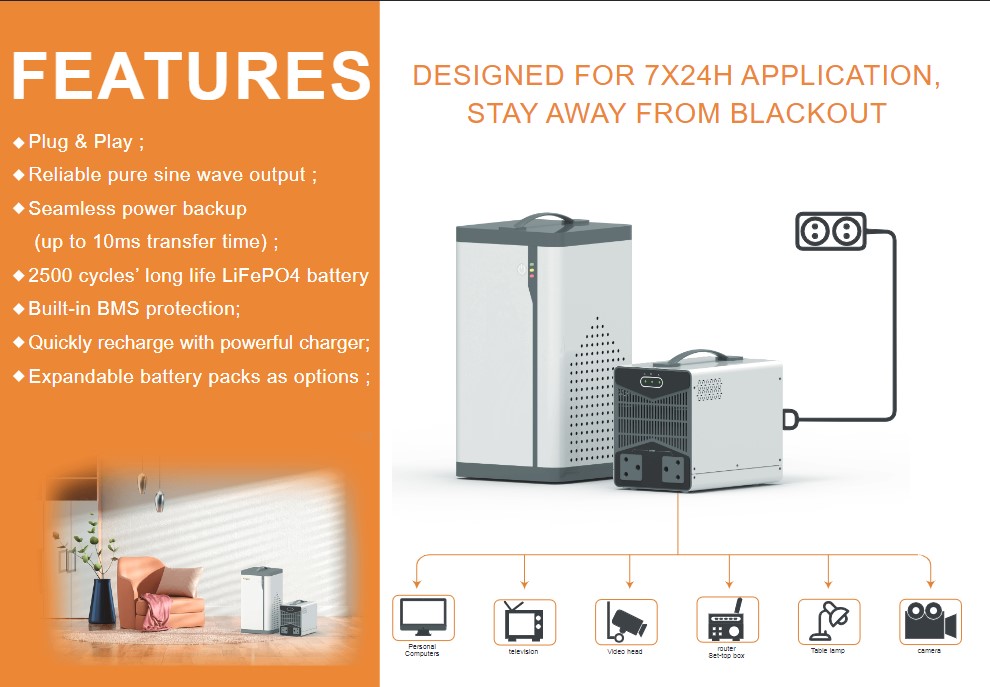 FEATURES
◆Plug & Play ;
◆Reliable pure sine wave output ;
◆Seamless power backup
(up to 10ms transfer time) ;
◆2500 cycles’ long life LiFePO4 battery
◆Built-in BMS protection;
◆Quickly recharge with powerful charger;
◆Expandable battery packs as options ;
DESIGNED FOR 7X24H APPLICATION,
STAY AWAY FROM BLACKOUT
Personal
Computers
television
Video head
router
Set-top box
Table lamp
camera